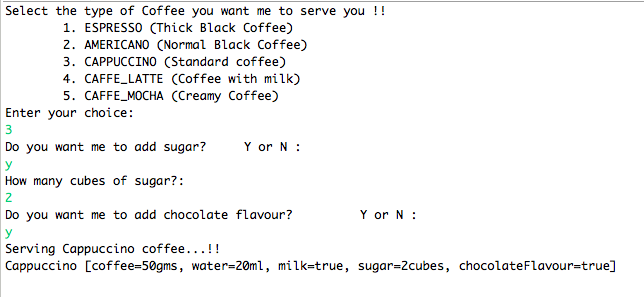 Select the type of Coffee you want me to serve you !!
1. ESPRESSO (Thick Black Coffee)
2. AMERICANO (Normal Black Coffee)
3. CAPPUCCINO (Standard coffee)
4. CAFFE_LATTE (Coffee with milk)
5. CAFFE_MOCHA (Creamy Coffee)
Enter your choice:
3
Do you want me to add sugar? Y or N :
y
How many cubes of sugar?:
2
Do you want me to add chocolate flavour? Y or N :
y
Serving Cappuccino coffee...!!
Cappuccino [coffee=50gms, water=20ml, milk=true, sugar=2cubes, chocolateFlavour=true]